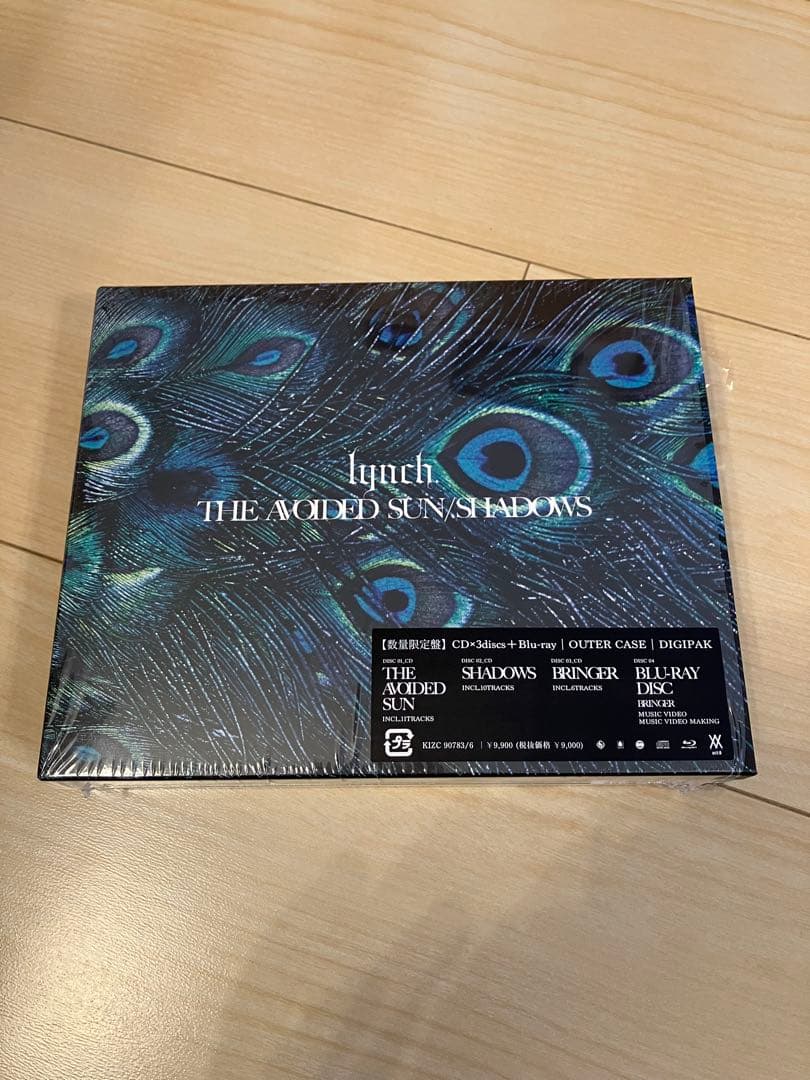 lynch.
THE AVOIDED SUN/SHADOWS
【数量限定盤】CD×3discs＋Blu-ray｜OUTER CASE｜DIGIPAK
DISC 01_CD
THE
AVOIDED
SUN
INCL.11TRACKS
DISC 02_CD
SHADOWS
INCL.10TRACKS
DISC 03_CD
BRINGER
INCL.6TRACKS
DISC 04
BLU-RAY
DISC
BRINGER
MUSIC VIDEO
MUSIC VIDEO MAKING
KIZC 90783/6 ｜¥9,900 (税抜価格 ¥9,000)